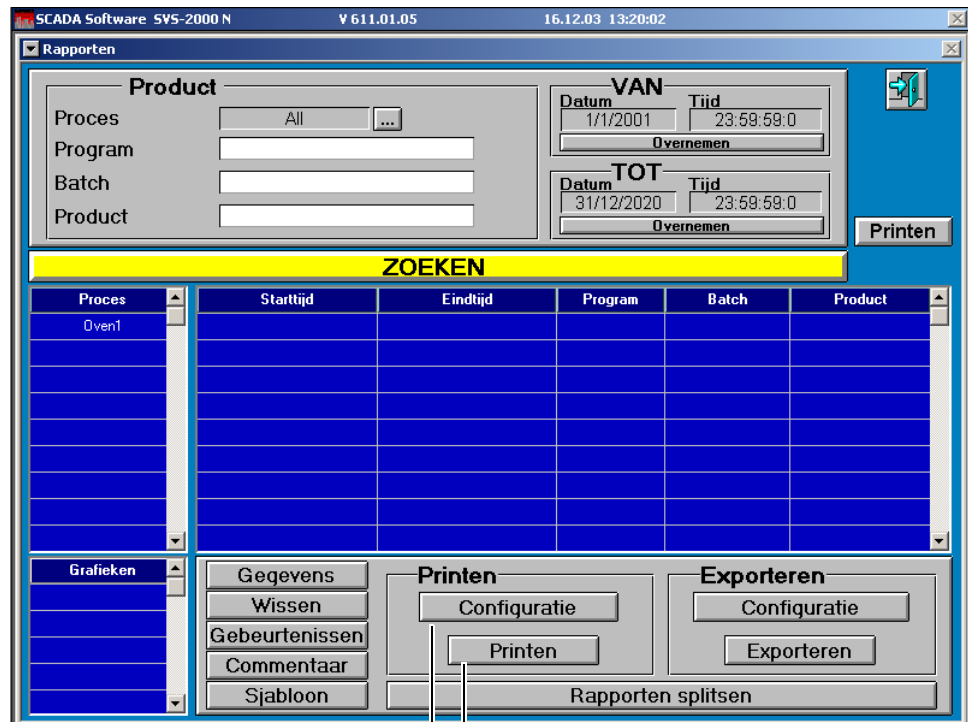 SCADA Software SVS-2000 N V 611.01.05 16.12.03 13:20:02
Rapporten
Product
Proces All ...
Program
Batch
Product
VAN
Datum Tijd
1/1/2001 23:59:59:0
Overnemen
TOT
Datum Tijd
31/12/2020 23:59:59:0
Overnemen
Printen
ZOEKEN
Proces Starttijd Eindtijd Program Batch Product
Oven1
Grafieken
Gegevens
Wissen
Gebeurtenissen
Commentaar
Sjabloon
Printen
Configuratie
Printen
Exporteren
Configuratie
Exporteren
Rapporten splitsen